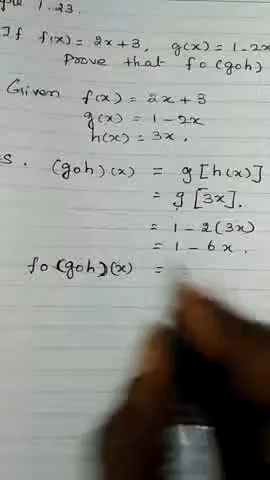 1.23.
If f(x) = 2x+3, g(x) = 1-2x
Prove that fo(goh)
Given f(x) = 2x+3
g(x) = 1-2x
h(x) = 3x.
S. (goh)(x) = g[h(x)]
= g[3x].
= 1-2(3x)
= 1-6x.
fo(goh)(x) =